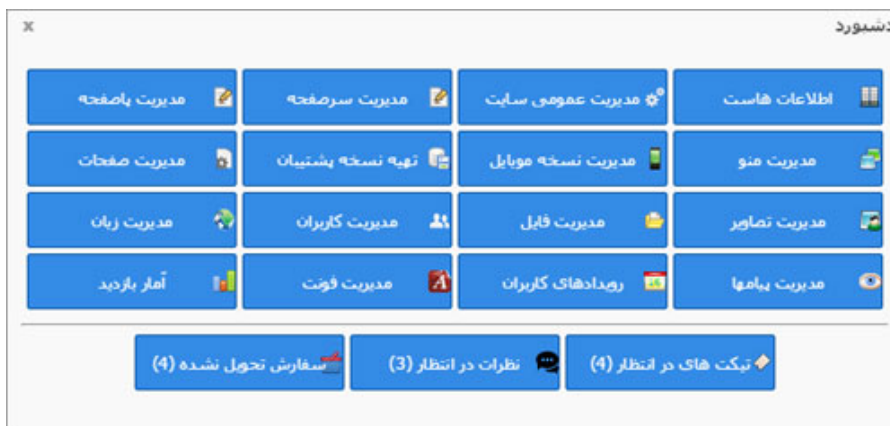 دشبورد
x
اطلاعات هاست
مدیریت عمومی سایت
مدیریت سرصفحه
مدیریت پاصفحه
مدیریت منو
مدیریت نسخه موبایل
تهیه نسخه پشتیبان
مدیریت صفحات
مدیریت تصاویر
مدیریت فایل
مدیریت کاربران
مدیریت زبان
مدیریت پیامها
رویدادهای کاربران
مدیریت فونت
آمار بازدید
تیکت های در انتظار (4)
نظرات در انتظار (3)
سفارش تحویل نشده (4)